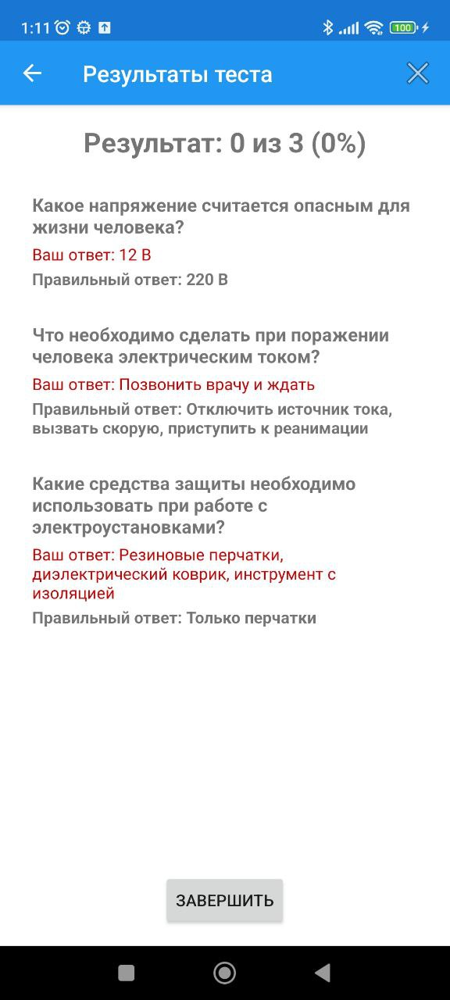 1:11
100
Результаты теста
Результат: 0 из 3 (0%)
Какое напряжение считается опасным для
жизни человека?
Ваш ответ: 12 В
Правильный ответ: 220 В
Что необходимо сделать при поражении
человека электрическим током?
Ваш ответ: Позвонить врачу и ждать
Правильный ответ: Отключить источник тока,
вызвать скорую, приступить к реанимации
Какие средства защиты необходимо
использовать при работе с
электроустановками?
Ваш ответ: Резиновые перчатки,
диэлектрический коврик, инструмент с
изоляцией
Правильный ответ: Только перчатки
ЗАВЕРШИТЬ